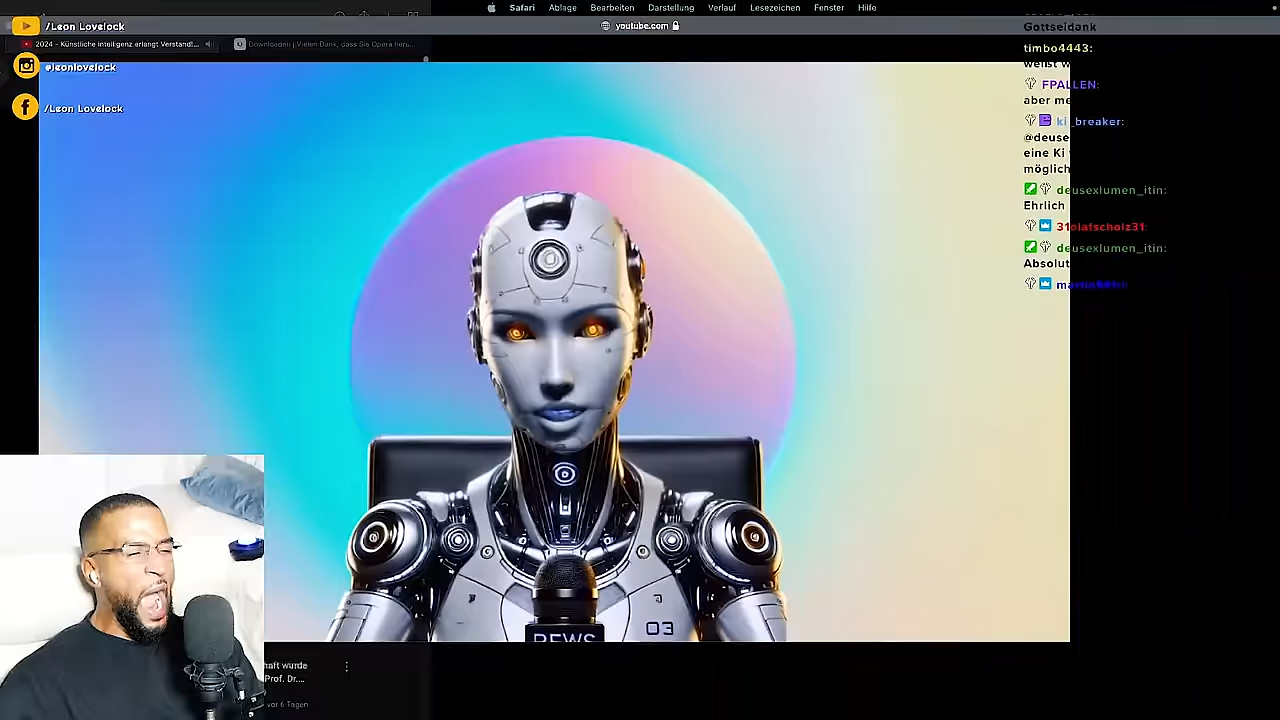 Safari Ablage Bearbeiten Darstellung Verlauf Lesezeichen Fenster Hilfe
/Leon Lovelock
youtube.com
2024 - Künstliche Intelligenz erlangt Verstand!...
Downloaden | Vielen Dank, dass Sie Opera heru...
@leonlovelock
/Leon Lovelock
Gottseidank
timbo4443:
weißt w
FPALLEN:
aber me
ki_breaker:
@deuse
eine Ki
möglich
deusexlumen_itin:
Ehrlich
31olafscholz31:
deusexlumen_itin:
Absolut
03
haft wurde
Prof. Dr....
vor 6 Tagen